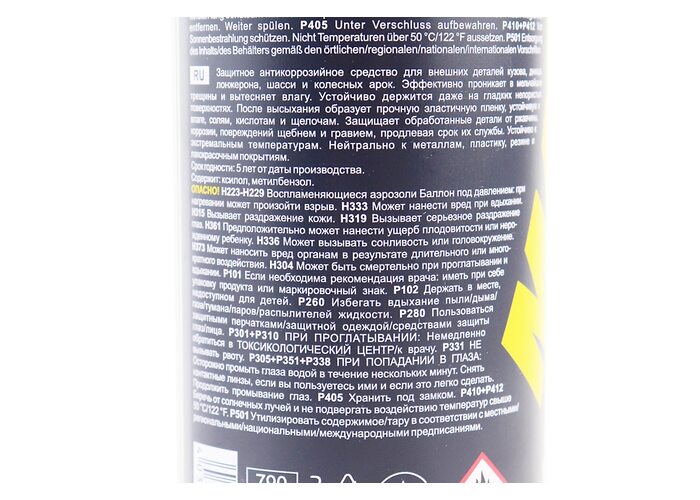 entfernen. Weiter spülen. P405 Unter Verschluss aufbewahren. P410+P412 Vor
Sonnenbestrahlung schützen. Nicht Temperaturen über 50 °C/122 °F aussetzen. P501 Entsorgung
des Inhalts/des Behälters gemäß den örtlichen/regionalen/nationalen/internationalen Vorschriften
RU
Защитное антикоррозийное средство для внешних деталей кузова, днища,
лонжерона, шасси и колесных арок. Эффективно проникает в мельчайшие
трещины и вытесняет влагу. Устойчиво держится даже на гладких непористых
поверхностях. После высыхания образует прочную эластичную пленку, устойчивую к
влаге, солям, кислотам и щелочам. Защищает обработанные детали от ржавчины,
коррозии, повреждений щебнем и гравием, продлевая срок их службы. Устойчиво к
экстремальным температурам. Нейтрально к металлам, пластику, резине и
лакокрасочным покрытиям.
Срок годности: 5 лет от даты производства.
Содержит: ксилол, метилбензол.
ОПАСНО! H223-H229 Воспламеняющиеся аэрозоли Баллон под давлением: при
нагревании может произойти взрыв. H333 Может нанести вред при вдыхании.
H315 Вызывает раздражение кожи. H319 Вызывает серьезное раздражение
глаз. H361 Предположительно может нанести ущерб плодовитости или неро-
жденному ребенку. H336 Может вызывать сонливость или головокружение.
H373 Может наносить вред органам в результате длительного или много-
кратного воздействия. H304 Может быть смертельно при проглатывании и
вдыхании. P101 Если необходима рекомендация врача: иметь при себе
упаковку продукта или маркировочный знак. P102 Держать в месте,
недоступном для детей. P260 Избегать вдыхание пыли/дыма/
газа/тумана/паров/распылителей жидкости. P280 Пользоваться
защитными перчатками/защитной одеждой/средствами защиты
глаз/лица. P301+P310 ПРИ ПРОГЛАТЫВАНИИ: Немедленно
обратиться в ТОКСИКОЛОГИЧЕСКИЙ ЦЕНТР/к врачу. P331 НЕ
вызывать рвоту. P305+P351+P338 ПРИ ПОПАДАНИИ В ГЛАЗА:
Осторожно промыть глаза водой в течение нескольких минут. Снять
контактные линзы, если вы пользуетесь ими и если это легко сделать.
Продолжить промывание глаз. P405 Хранить под замком. P410+P412
Беречь от солнечных лучей и не подвергать воздействию температур свыше
50 °C/122 °F. P501 Утилизировать содержимое/тару в соответствии с местными/
региональными/национальными/международными предписаниями.
790